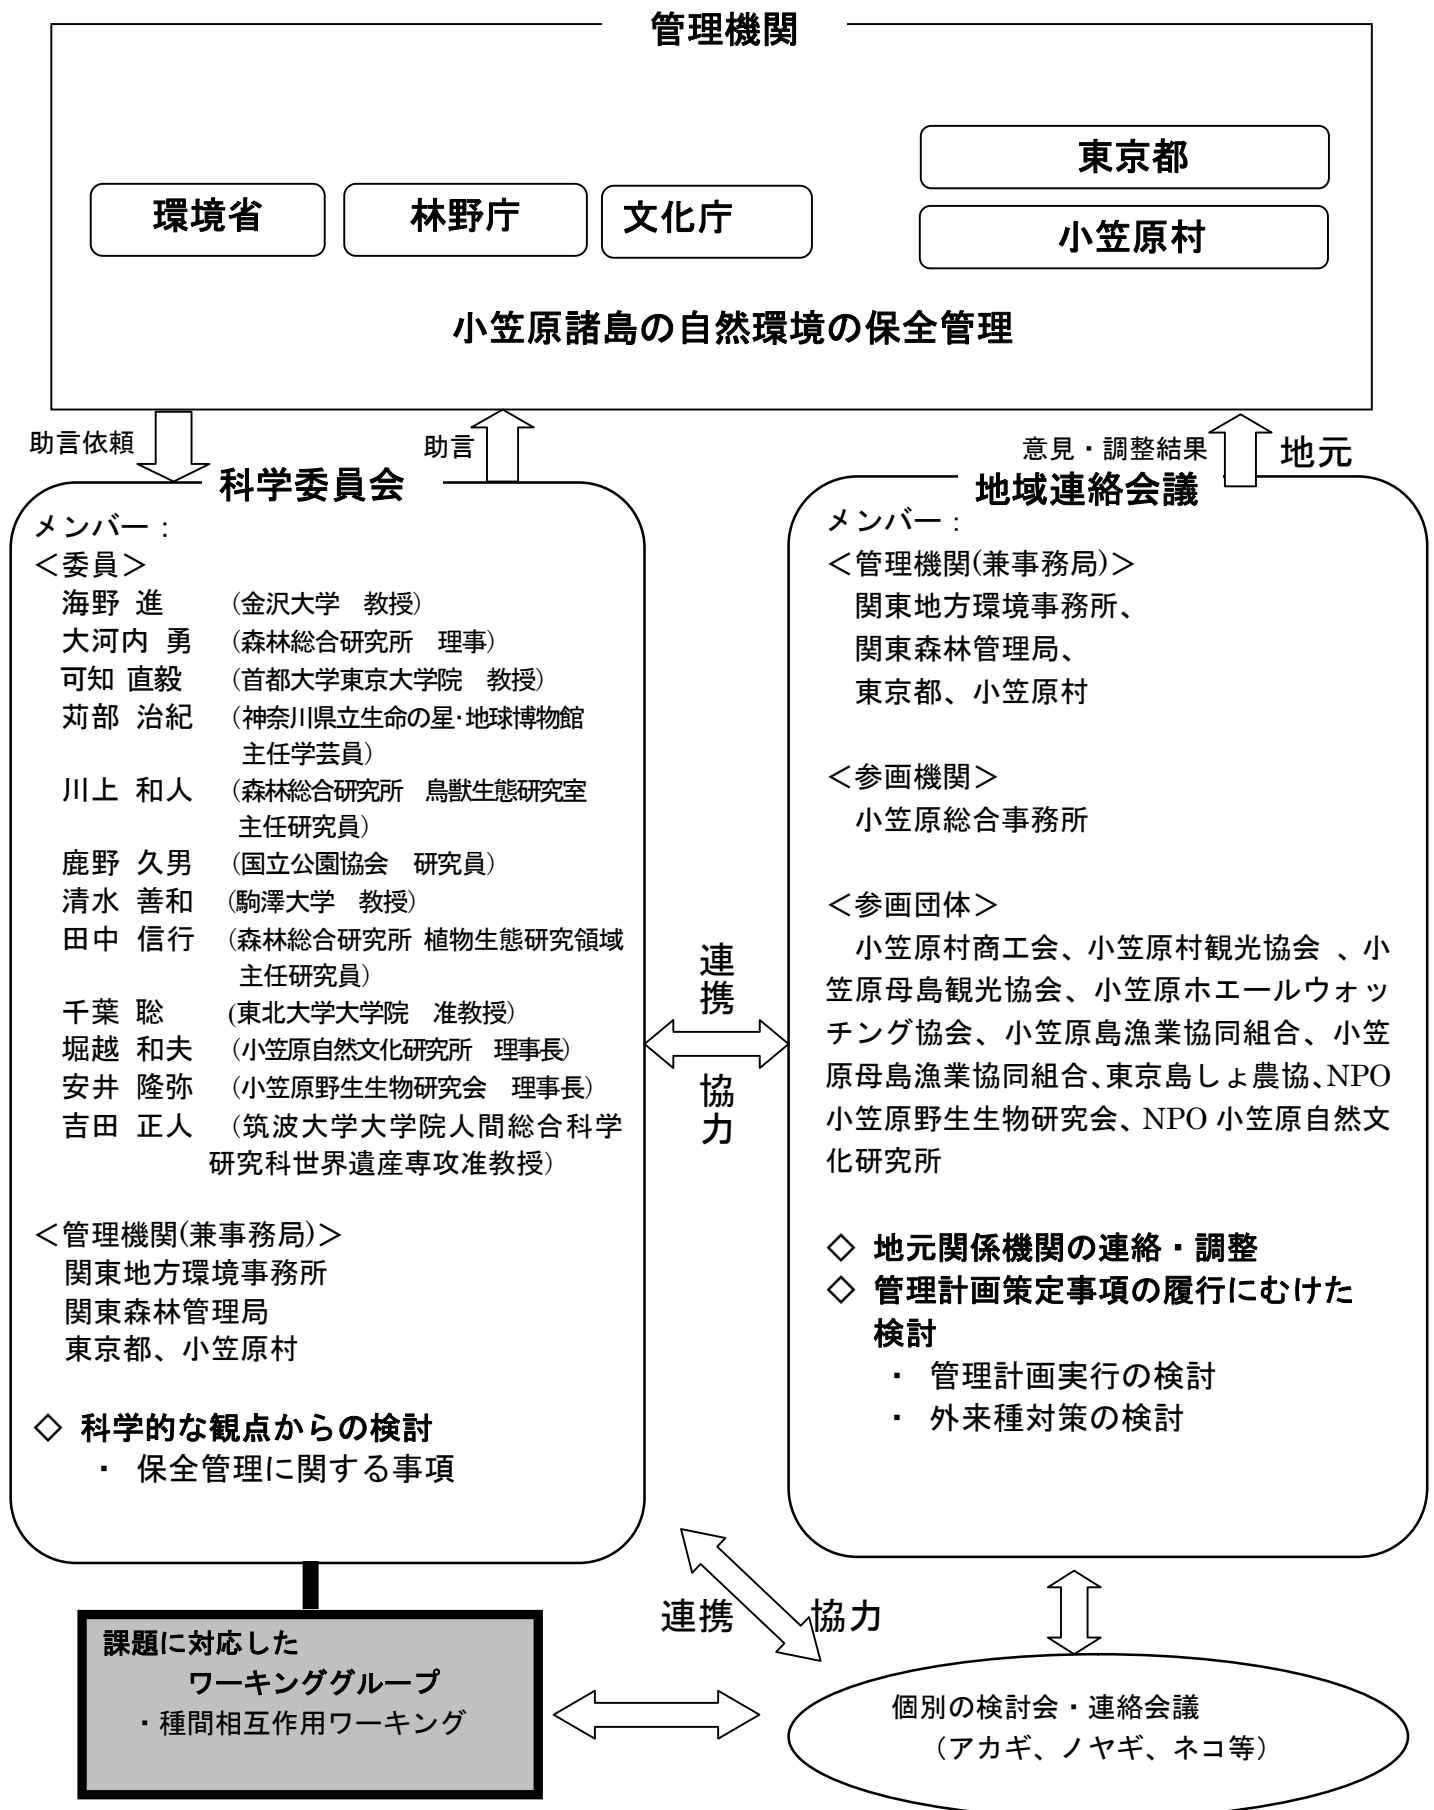 管理機関
東京都
環境省
林野庁
文化庁
小笠原村
小笠原諸島の自然環境の保全管理
助言依頼
助言
意見・調整結果
地元
科学委員会
メンバー：
＜委員＞
海野 進 （金沢大学 教授）
大河内 勇 （森林総合研究所 理事）
可知 直毅 （首都大学東京大学院 教授）
苅部 治紀 （神奈川県立生命の星・地球博物館
主任学芸員）
川上 和人 （森林総合研究所 鳥獣生態研究室
主任研究員）
鹿野 久男 （国立公園協会 研究員）
清水 善和 （駒澤大学 教授）
田中 信行 （森林総合研究所 植物生態研究領域
主任研究員）
千葉 聡 （東北大学大学院 准教授）
堀越 和夫 （小笠原自然文化研究所 理事長）
安井 隆弥 （小笠原野生生物研究会 理事長）
吉田 正人 （筑波大学大学院人間総合科学
研究科世界遺産専攻准教授）
＜管理機関(兼事務局)＞
関東地方環境事務所
関東森林管理局
東京都、小笠原村
◇ 科学的な観点からの検討
・ 保全管理に関する事項
連携
協力
地域連絡会議
メンバー：
＜管理機関(兼事務局)＞
関東地方環境事務所、
関東森林管理局、
東京都、小笠原村
＜参画機関＞
小笠原総合事務所
＜参画団体＞
小笠原村商工会、小笠原村観光協会 、小
笠原母島観光協会、小笠原ホエールウォッ
チング協会、小笠原島漁業協同組合、小笠
原母島漁業協同組合、東京島しょ農協、NPO
小笠原野生生物研究会、NPO 小笠原自然文
化研究所
◇ 地元関係機関の連絡・調整
◇ 管理計画策定事項の履行にむけた
検討
・ 管理計画実行の検討
・ 外来種対策の検討
連携 協力
課題に対応した
ワーキンググループ
・種間相互作用ワーキング
個別の検討会・連絡会議
（アカギ、ノヤギ、ネコ等）